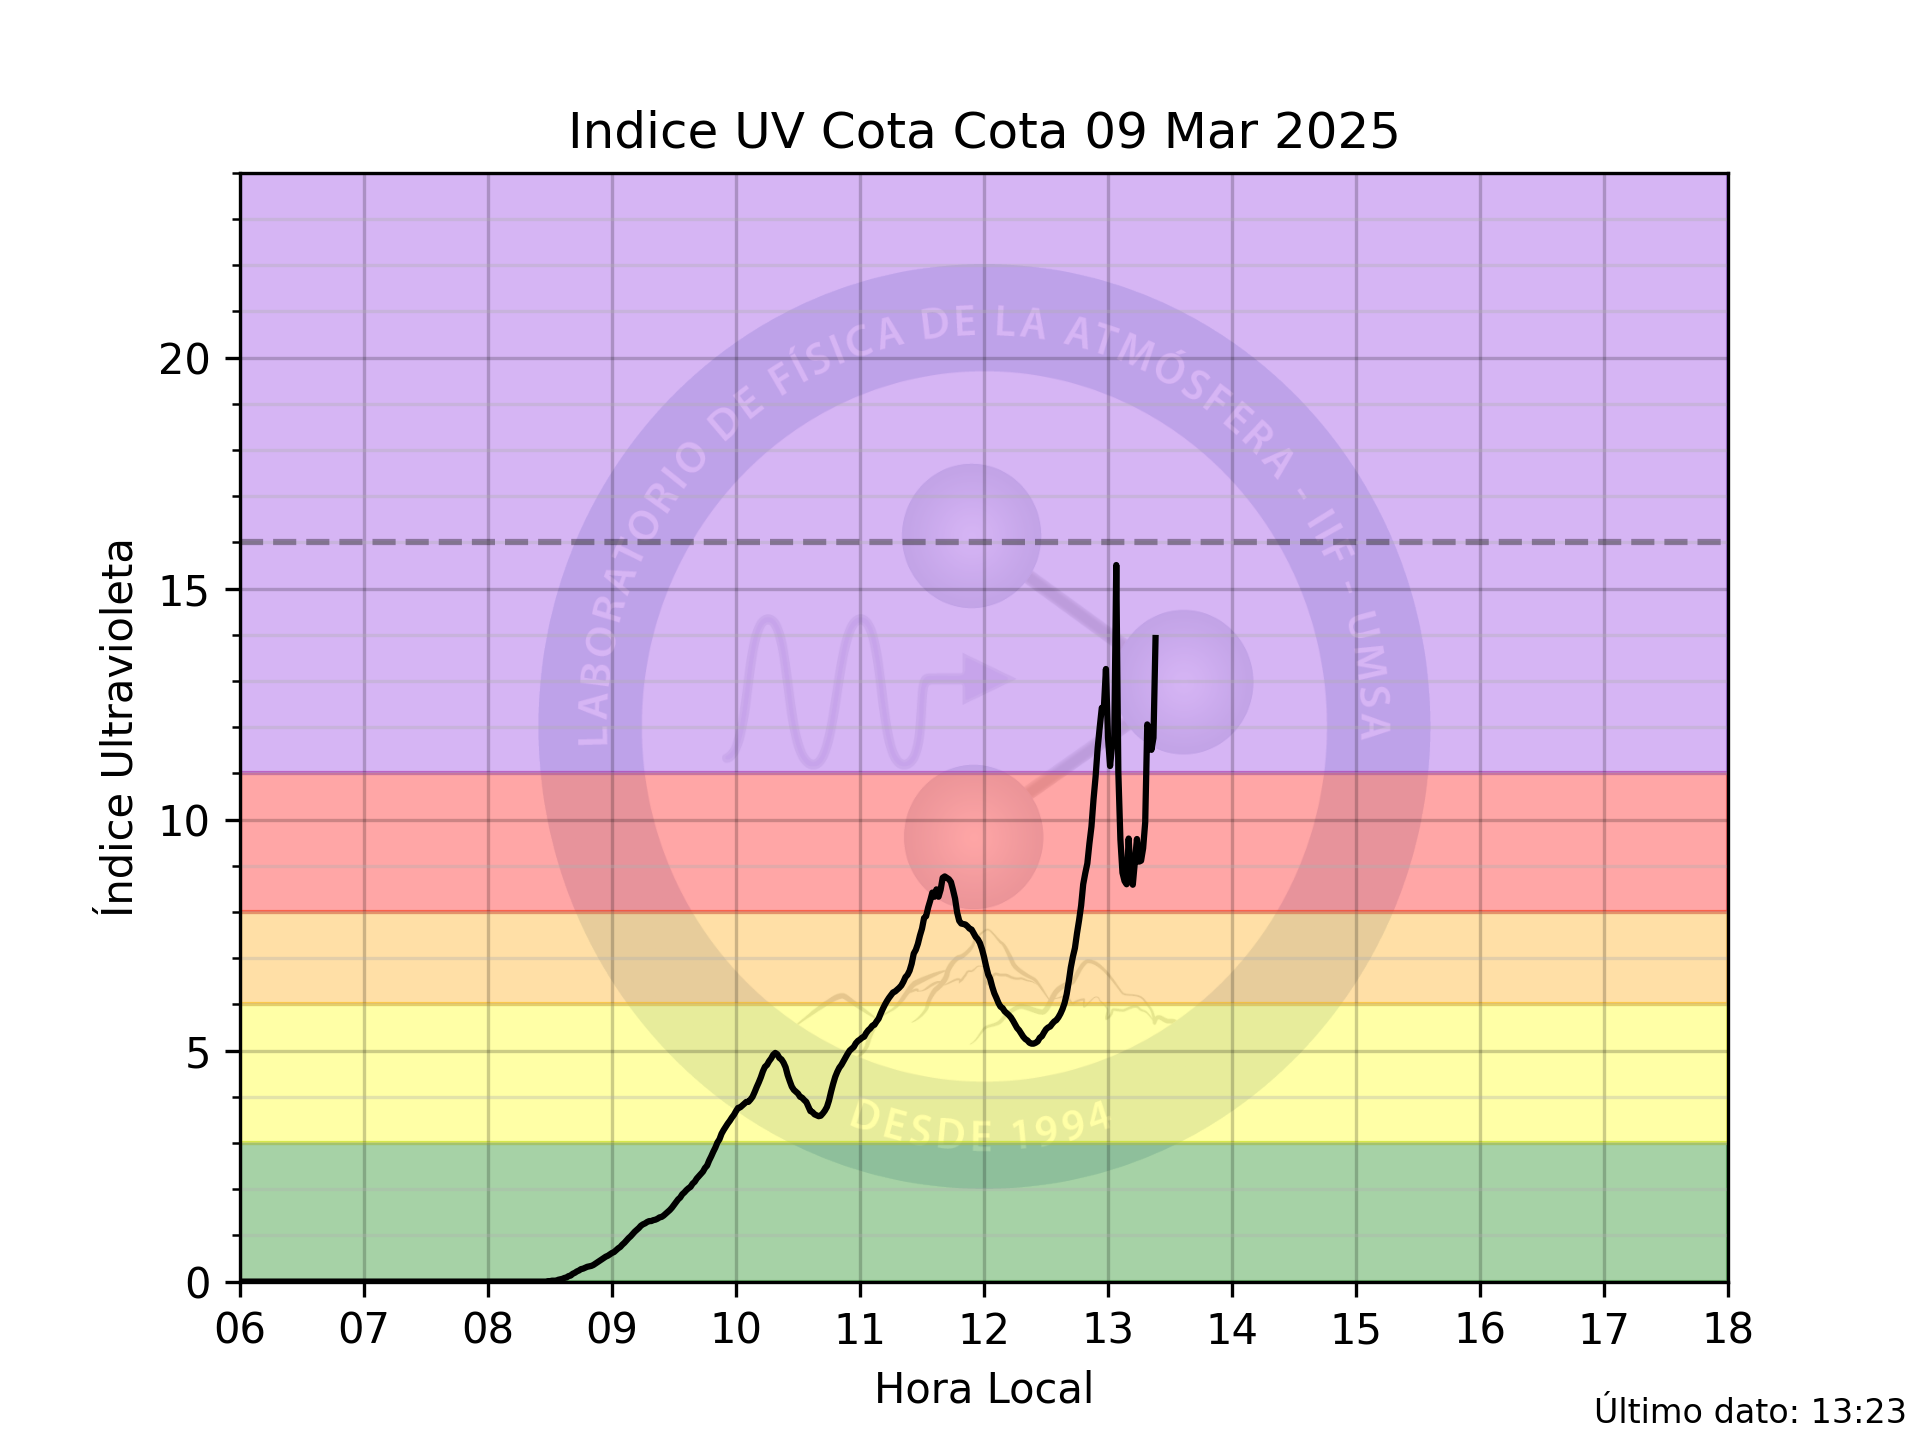 Indice UV Cota Cota 09 Mar 2025
LABORATORIO DE FÍSICA DE LA ATMÓSFERA - IIF - UMSA
20
15
10
5
0
Índice Ultravioleta
DESDE 1994
06 07 08 09 10 11 12 13 14 15 16 17 18
Hora Local
Último dato: 13:23